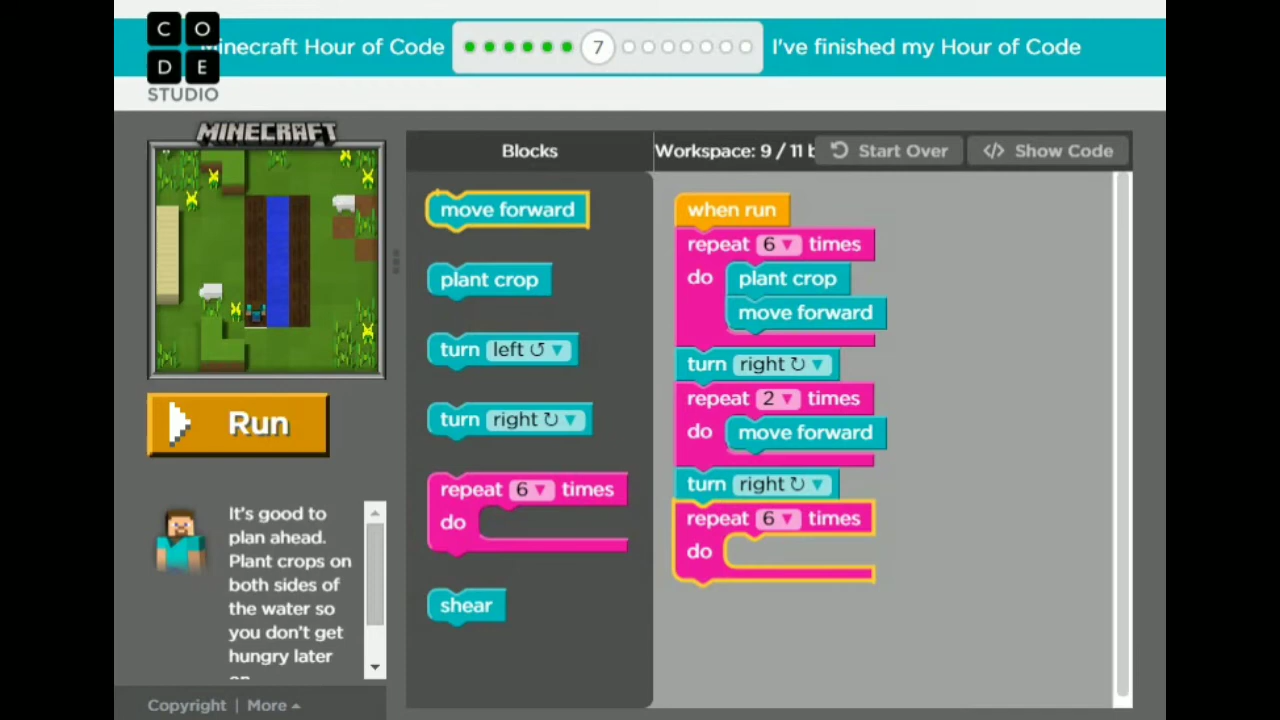 CODE
STUDIO
Minecraft Hour of Code
7
I've finished my Hour of Code
MINECRAFT
Blocks
Workspace: 9 / 11 b
Start Over
</> Show Code
move forward
plant crop
turn left
turn right
repeat 6 times
do
shear
when run
repeat 6 times
do
plant crop
move forward
turn right
repeat 2 times
do
move forward
turn right
repeat 6 times
do
Run
It's good to
plan ahead.
Plant crops on
both sides of
the water so
you don't get
hungry later
Copyright | More